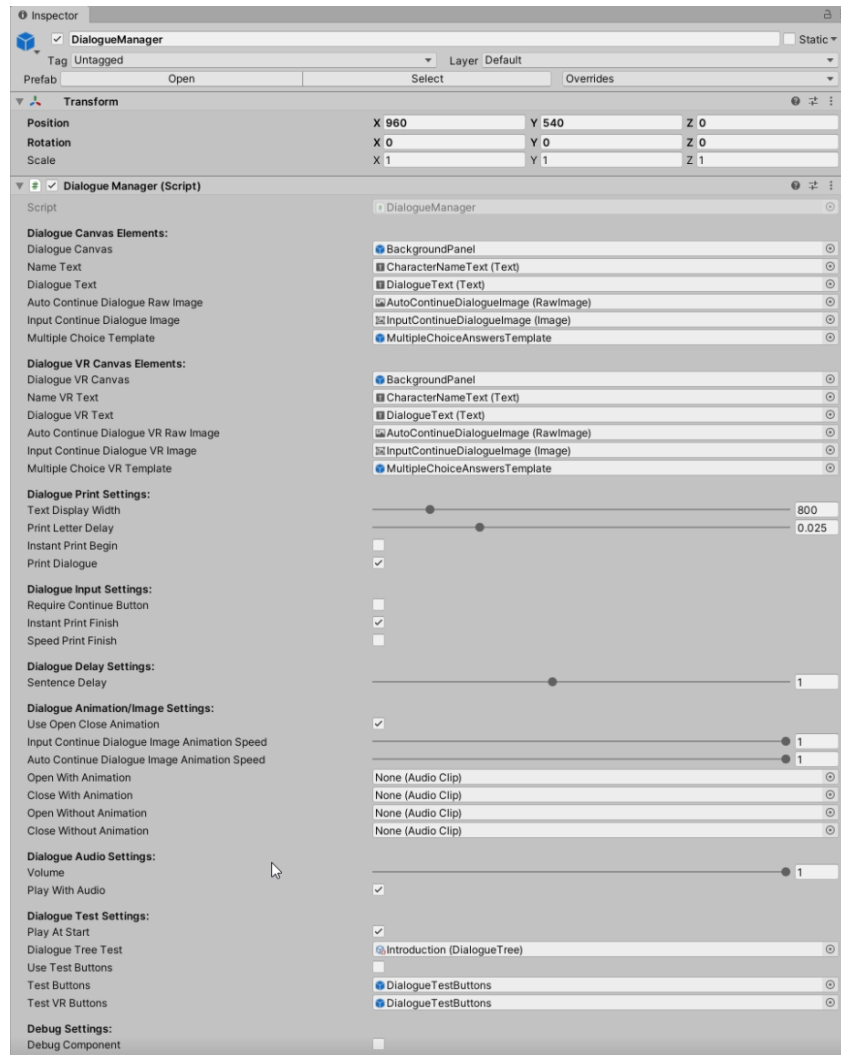 Inspector
DialogueManager Static
Tag Untagged Layer Default
Prefab Open Select Overrides
Transform
Position X 960 Y 540 Z 0
Rotation X 0 Y 0 Z 0
Scale X 1 Y 1 Z 1
Dialogue Manager (Script)
Script DialogueManager
Dialogue Canvas Elements:
Dialogue Canvas BackgroundPanel
Name Text CharacterNameText (Text)
Dialogue Text DialogueText (Text)
Auto Continue Dialogue Raw Image AutoContinueDialogueImage (RawImage)
Input Continue Dialogue Image InputContinueDialogueImage (Image)
Multiple Choice Template MultipleChoiceAnswersTemplate
Dialogue VR Canvas Elements:
Dialogue VR Canvas BackgroundPanel
Name VR Text CharacterNameText (Text)
Dialogue VR Text DialogueText (Text)
Auto Continue Dialogue VR Raw Image AutoContinueDialogueImage (RawImage)
Input Continue Dialogue VR Image InputContinueDialogueImage (Image)
Multiple Choice VR Template MultipleChoiceAnswersTemplate
Dialogue Print Settings:
Text Display Width 800
Print Letter Delay 0.025
Instant Print Begin
Print Dialogue
Dialogue Input Settings:
Require Continue Button
Instant Print Finish
Speed Print Finish
Dialogue Delay Settings:
Sentence Delay 1
Dialogue Animation/Image Settings:
Use Open Close Animation
Input Continue Dialogue Image Animation Speed 1
Auto Continue Dialogue Image Animation Speed 1
Open With Animation None (Audio Clip)
Close With Animation None (Audio Clip)
Open Without Animation None (Audio Clip)
Close Without Animation None (Audio Clip)
Dialogue Audio Settings:
Volume 1
Play With Audio
Dialogue Test Settings:
Play At Start
Dialogue Tree Test Introduction (DialogueTree)
Use Test Buttons
Test Buttons DialogueTestButtons
Test VR Buttons DialogueTestButtons
Debug Settings:
Debug Component